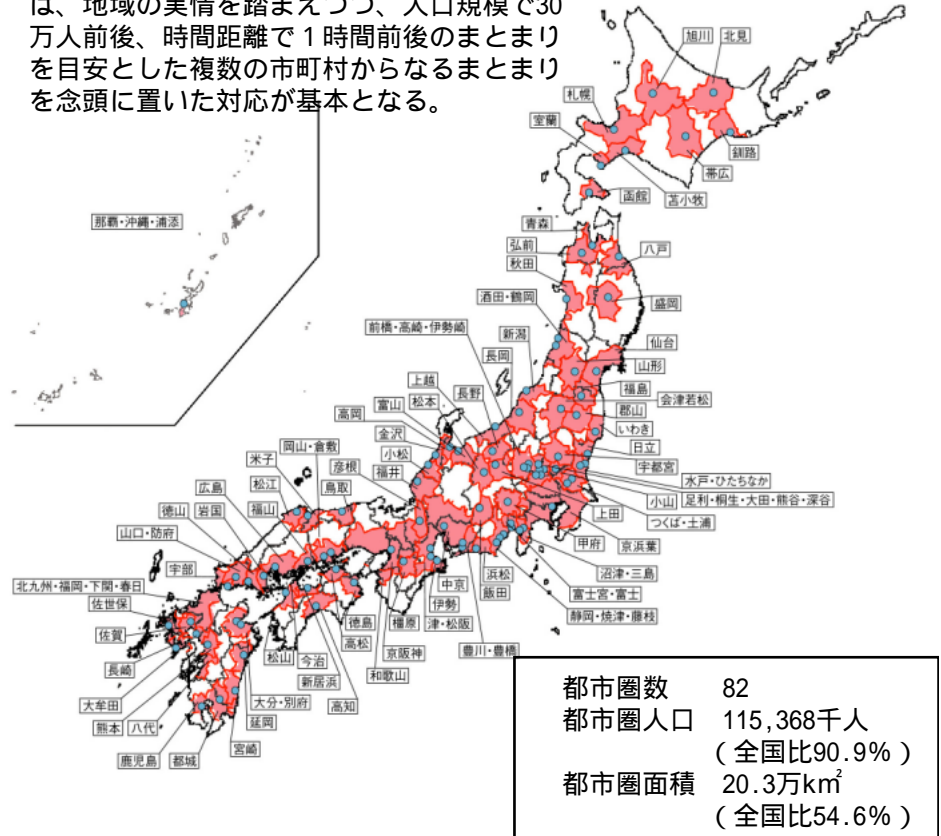 は、地域の実情を踏まえつつ、人口規模で30
万人前後、時間距離で１時間前後のまとまり
を目安とした複数の市町村からなるまとまり
を念頭に置いた対応が基本となる。
旭川
北見
札幌
室蘭
釧路
帯広
苫小牧
函館
那覇・沖縄・浦添
青森
弘前
八戸
秋田
酒田・鶴岡
盛岡
前橋・高崎・伊勢崎
新潟
仙台
長岡
山形
上越
長野
福島
会津若松
富山
松本
郡山
高岡
いわき
金沢
日立
岡山・倉敷
小松
宇都宮
米子
彦根
福井
水戸・ひたちなか
広島
松江
鳥取
小山
足利・桐生・太田・熊谷・深谷
徳山
岩国
福山
上田
つくば・土浦
山口・防府
甲府
京浜葉
宇部
浜松
沼津・三島
北九州・福岡・下関・春日
中京
飯田
富士宮・富士
佐世保
伊勢
静岡・焼津・藤枝
佐賀
徳島
橿原
津・松阪
高松
京阪神
豊川・豊橋
長崎
松山
今治
和歌山
新居浜
大牟田
大分・別府
高知
熊本
八代
延岡
鹿児島
都城
宮崎
都市圏数 82
都市圏人口 115,368千人
（全国比90.9%）
都市圏面積 20.3万km²
（全国比54.6%）